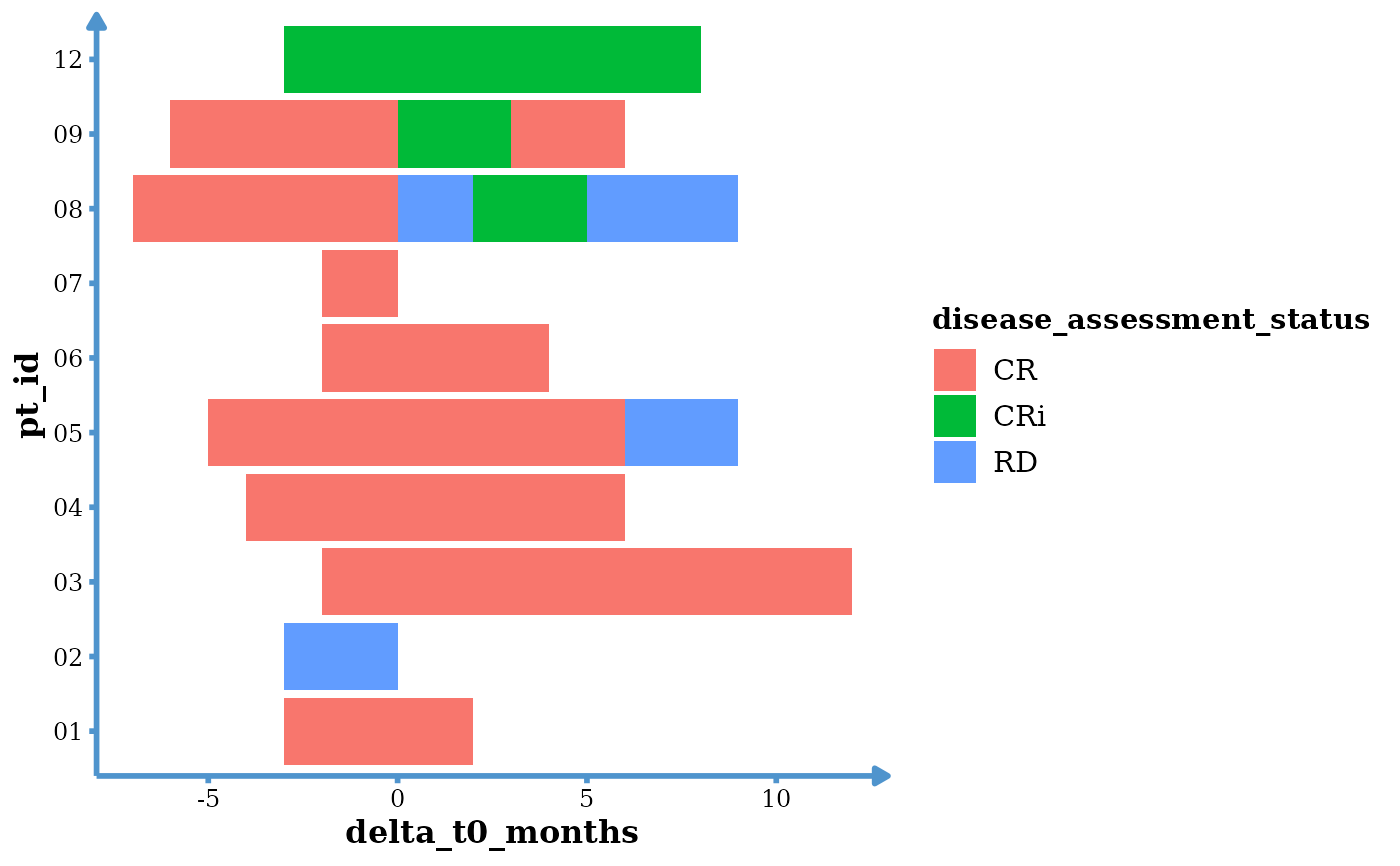 12
09
08
07
06
05
04
03
02
01
pt_id
-5 0 5 10
delta_t0_months
disease_assessment_status
CR
CRi
RD